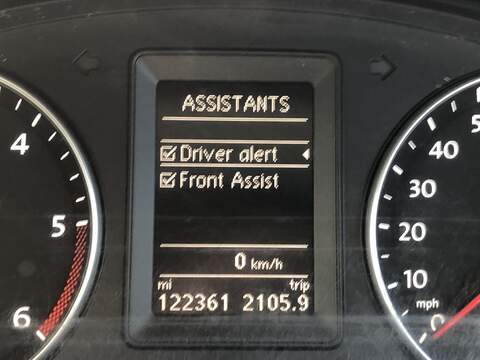 ASSISTANTS
Driver alert
Front Assist
0 km/h
mi trip
122361 2105.9
4
5
6
40
30
20
10
mph
0